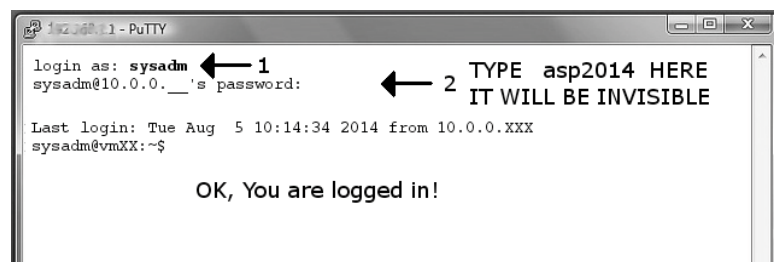 - PuTTY
login as: sysadm 1
sysadm@10.0.0.__'s password: 2 TYPE asp2014 HERE
IT WILL BE INVISIBLE
Last login: Tue Aug 5 10:14:34 2014 from 10.0.0.XXX
sysadm@vmXX:~$
OK, You are logged in!